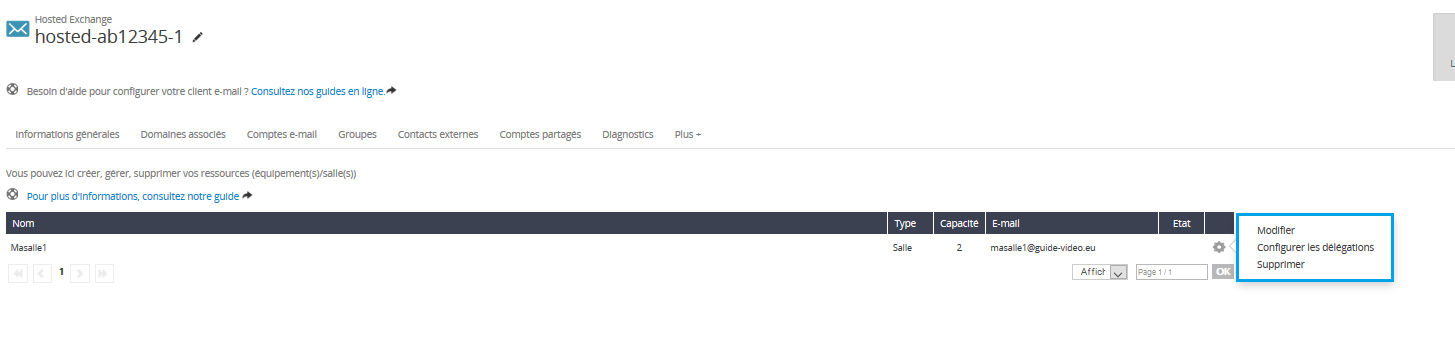 Hosted Exchange
hosted-ab12345-1
L
Besoin d'aide pour configurer votre client e-mail ? Consultez nos guides en ligne.
Informations générales Domaines associés Comptes e-mail Groupes Contacts externes Comptes partagés Diagnostics Plus +
Vous pouvez ici créer, gérer, supprimer vos ressources (équipement(s)/salle(s))
Pour plus d'informations, consultez notre guide
Nom Type Capacité E-mail Etat
Masalle1 Salle 2 masalle1@guide-video.eu
Modifier
Configurer les délégations
Supprimer
1 Affich Page 1 / 1 OK